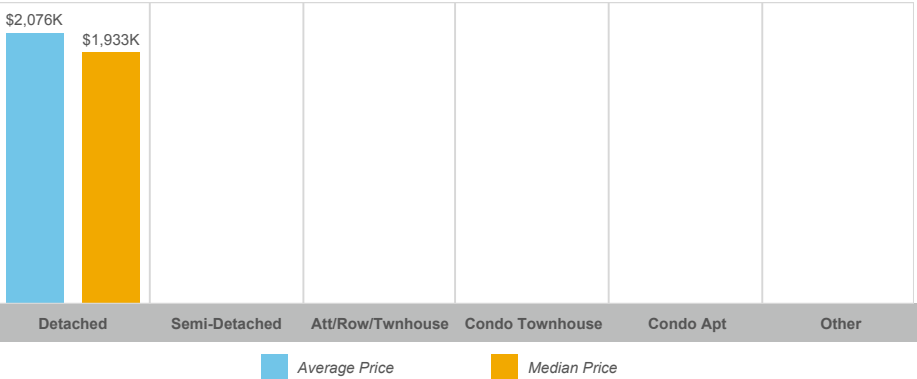 $2,076K
$1,933K
Detached Semi-Detached Att/Row/Twnhouse Condo Townhouse Condo Apt Other
Average Price Median Price